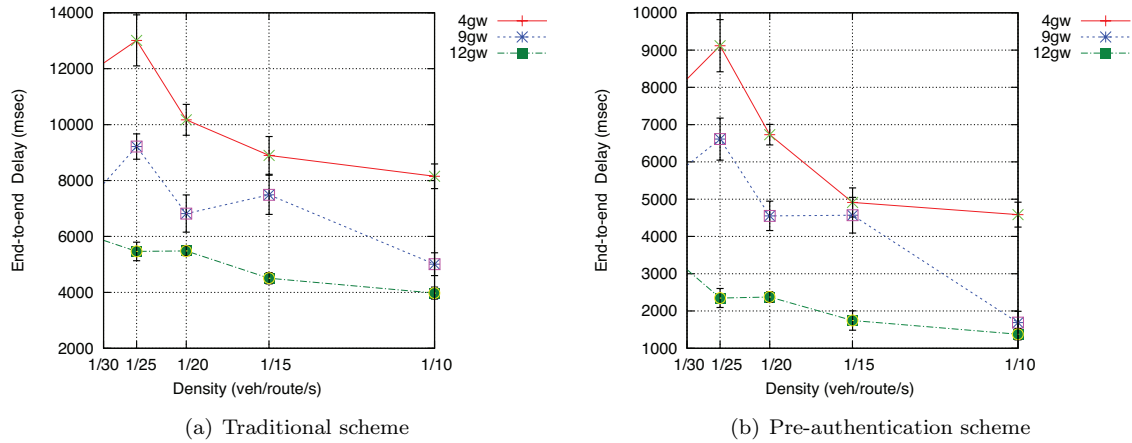 14000
12000
10000
8000
6000
4000
2000
End-to-end Delay (msec)
1/30 1/25 1/20 1/15 1/10
Density (veh/route/s)
4gw
9gw
12gw
(a) Traditional scheme
10000
9000
8000
7000
6000
5000
4000
3000
2000
1000
End-to-end Delay (msec)
1/30 1/25 1/20 1/15 1/10
Density (veh/route/s)
4gw
9gw
12gw
(b) Pre-authentication scheme